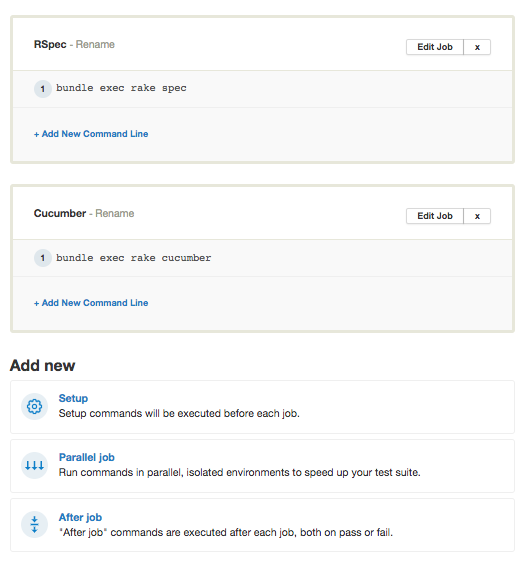 RSpec - Rename
Edit Job x
1 bundle exec rake spec
+ Add New Command Line
Cucumber - Rename
Edit Job x
1 bundle exec rake cucumber
+ Add New Command Line
Add new
Setup
Setup commands will be executed before each job.
Parallel job
Run commands in parallel, isolated environments to speed up your test suite.
After job
"After job" commands are executed after each job, both on pass or fail.